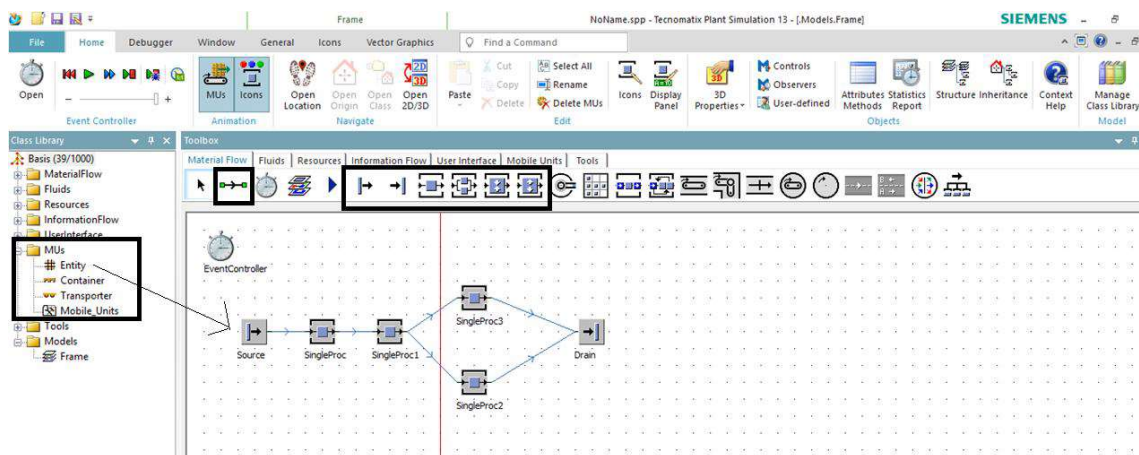 Frame
NoName.spp - Tecnomatix Plant Simulation 13 - [.Models.Frame]
SIEMENS
File Home Debugger Window General Icons Vector Graphics Find a Command
Open
MUs Icons
Open Location
Open Origin
Open Class
Open 2D/3D
Paste
Cut
Copy
Delete
Select All
Rename
Delete MUs
Icons
Display Panel
3D Properties
Controls
Observers
User-defined
Attributes Methods
Statistics Report
Structure
Inheritance
Context Help
Manage Class Library
Event Controller Animation Navigate Edit Objects Model
Class Library
Toolbox
Basis (39/1000)
MaterialFlow
Fluids
Resources
InformationFlow
UserInterface
MUs
Entity
Container
Transporter
Mobile_Units
Tools
Models
Frame
Material Flow Fluids Resources Information Flow User Interface Mobile Units Tools
EventController
SingleProc3
Source SingleProc SingleProc1 Drain
SingleProc2